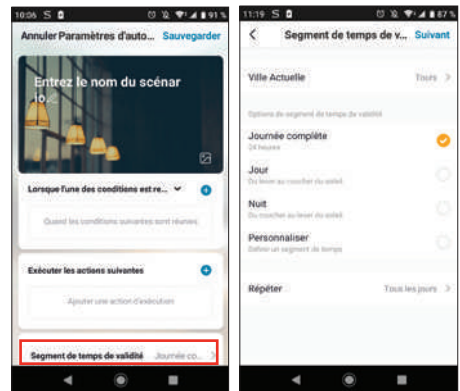 10:06 S 91%
Annuler Paramètres d'auto... Sauvegarder
Entrez le nom du scénar
io.
Lorsque l'une des conditions est re...
Quand les conditions suivantes sont réunies
Exécuter les actions suivantes
Ajouter une action d'exécution
Segment de temps de validité Journée co...
11:19 S 87%
Segment de temps de v... Suivant
Ville Actuelle Tours
Options de segment de temps de validité
Journée complète
24 heures
Jour
Du lever au coucher du soleil
Nuit
Du coucher au lever du soleil
Personnaliser
Définir un segment de temps
Répéter Tous les jours